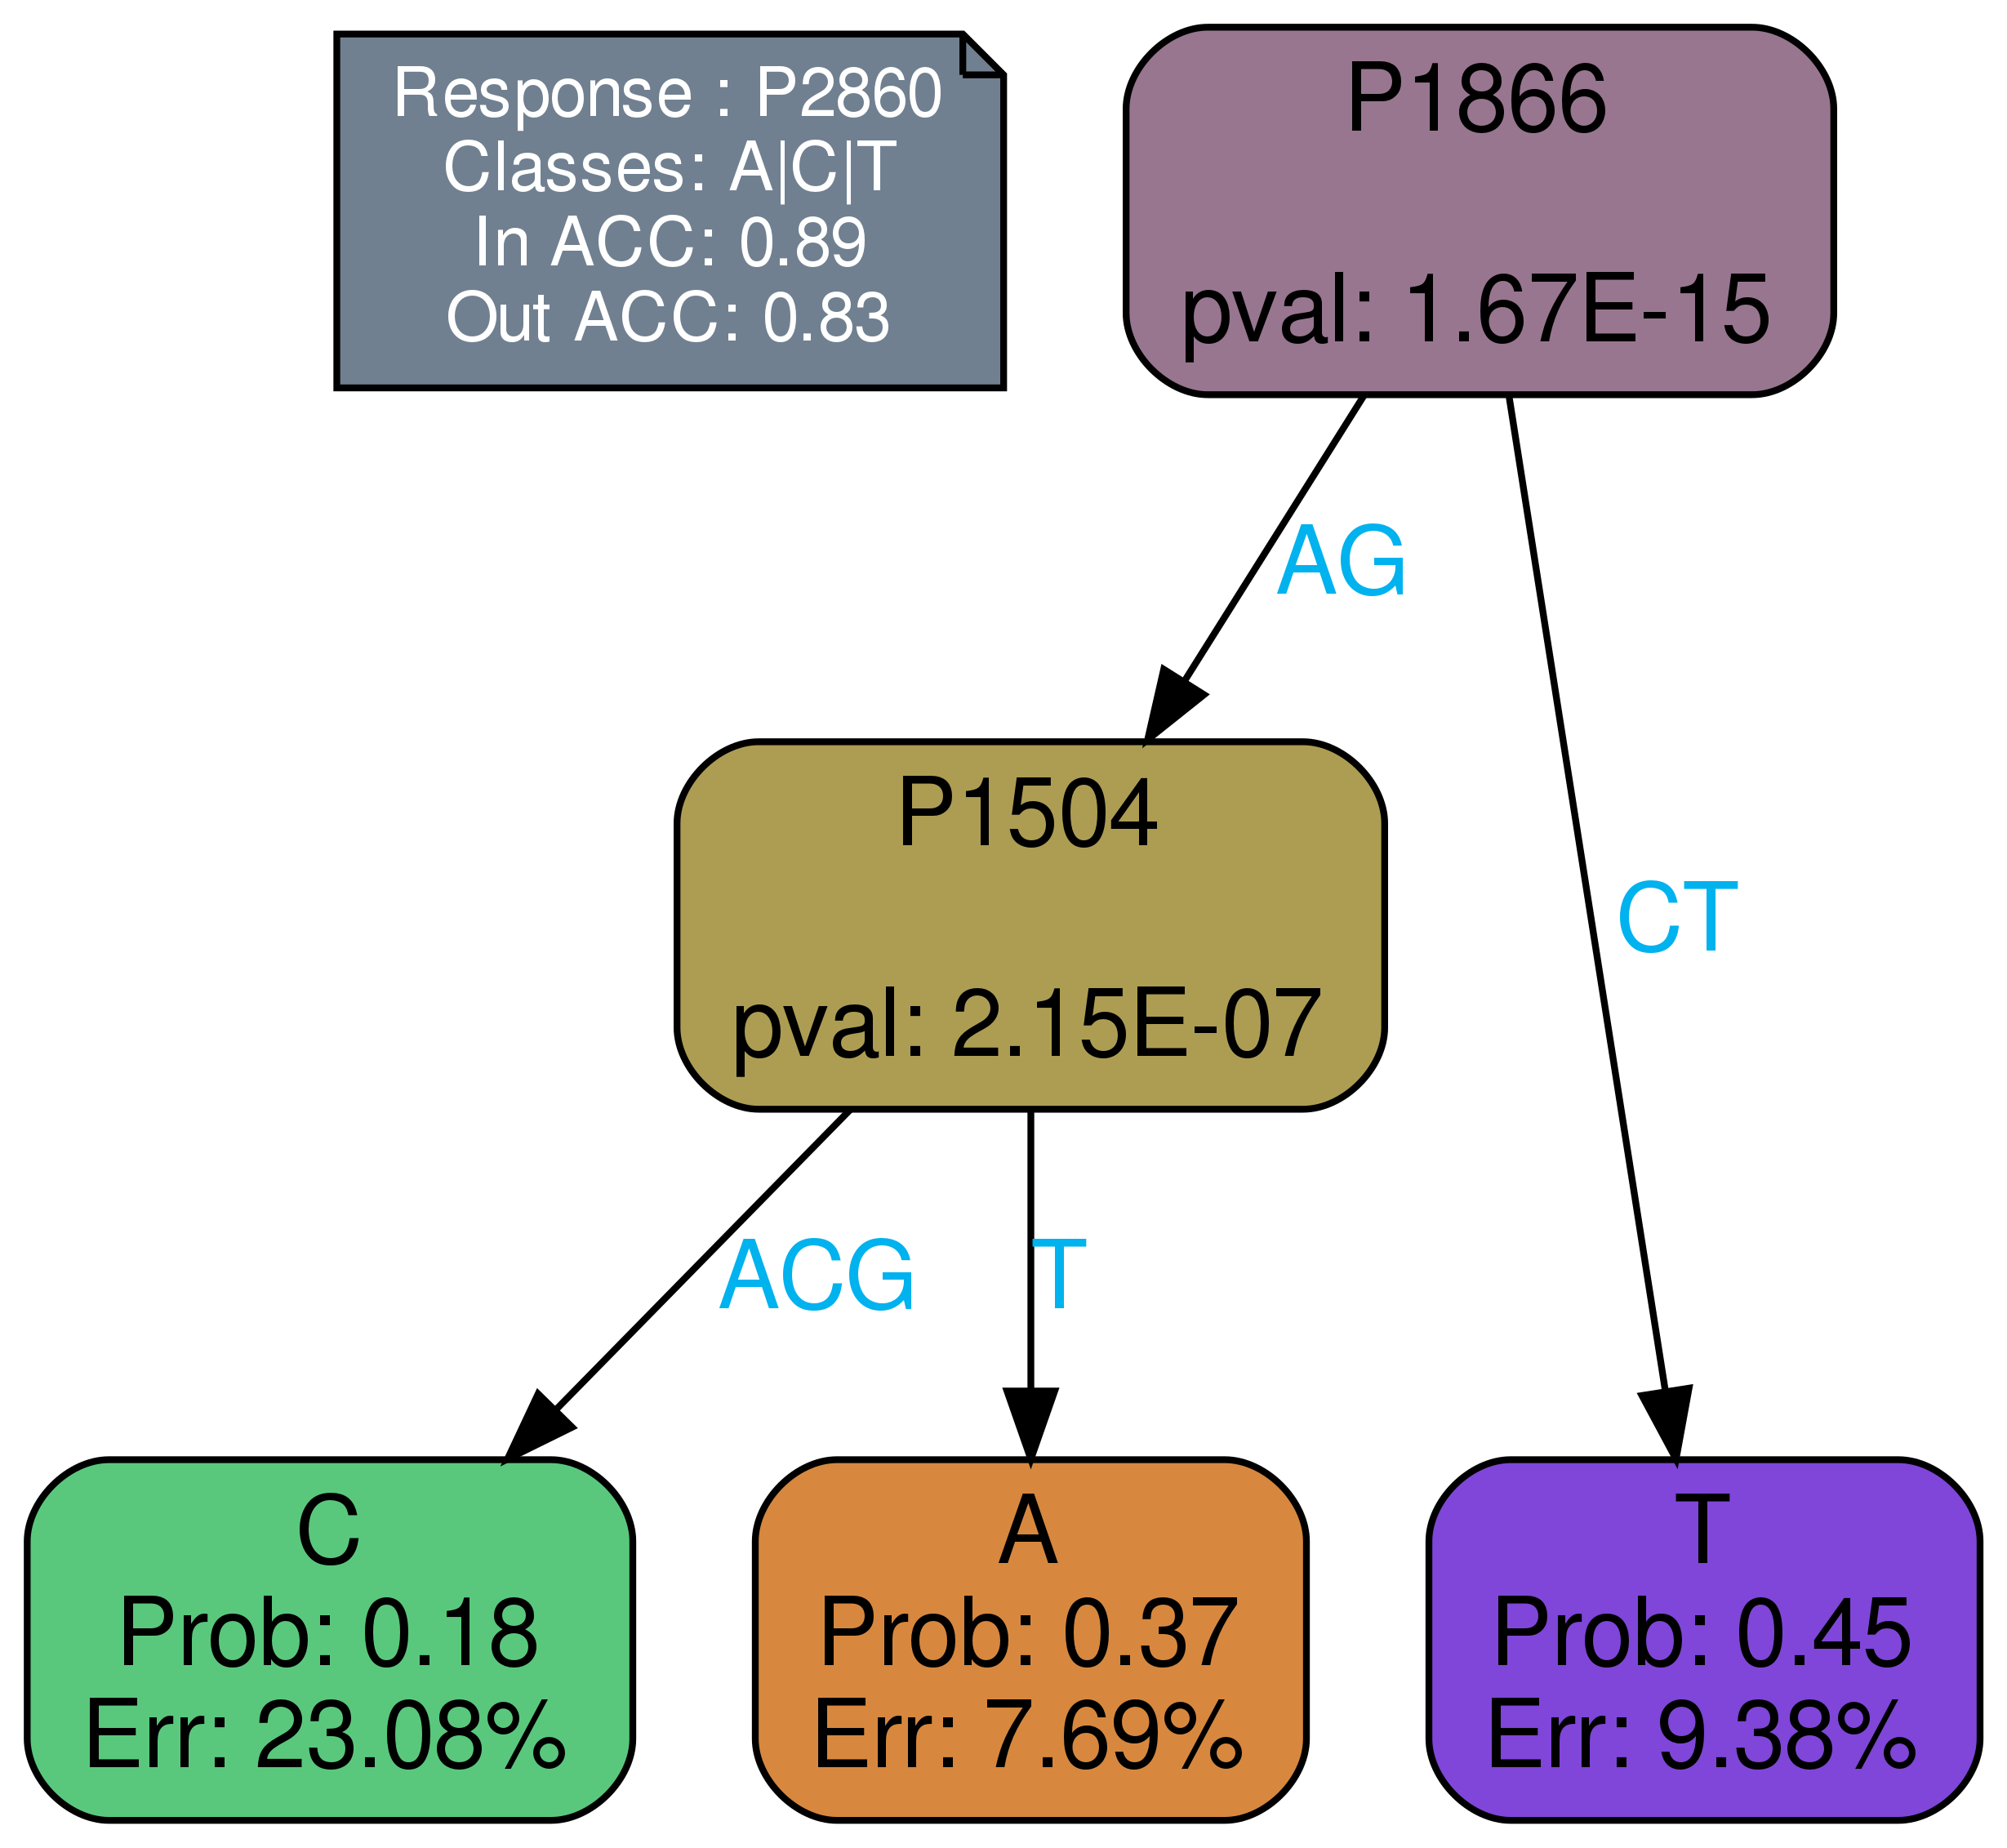 Response : P2860
Classes: A|C|T
In ACC: 0.89
Out ACC: 0.83
P1866
pval: 1.67E-15
AG
CT
P1504
pval: 2.15E-07
ACG
T
C
Prob: 0.18
Err: 23.08%
A
Prob: 0.37
Err: 7.69%
T
Prob: 0.45
Err: 9.38%